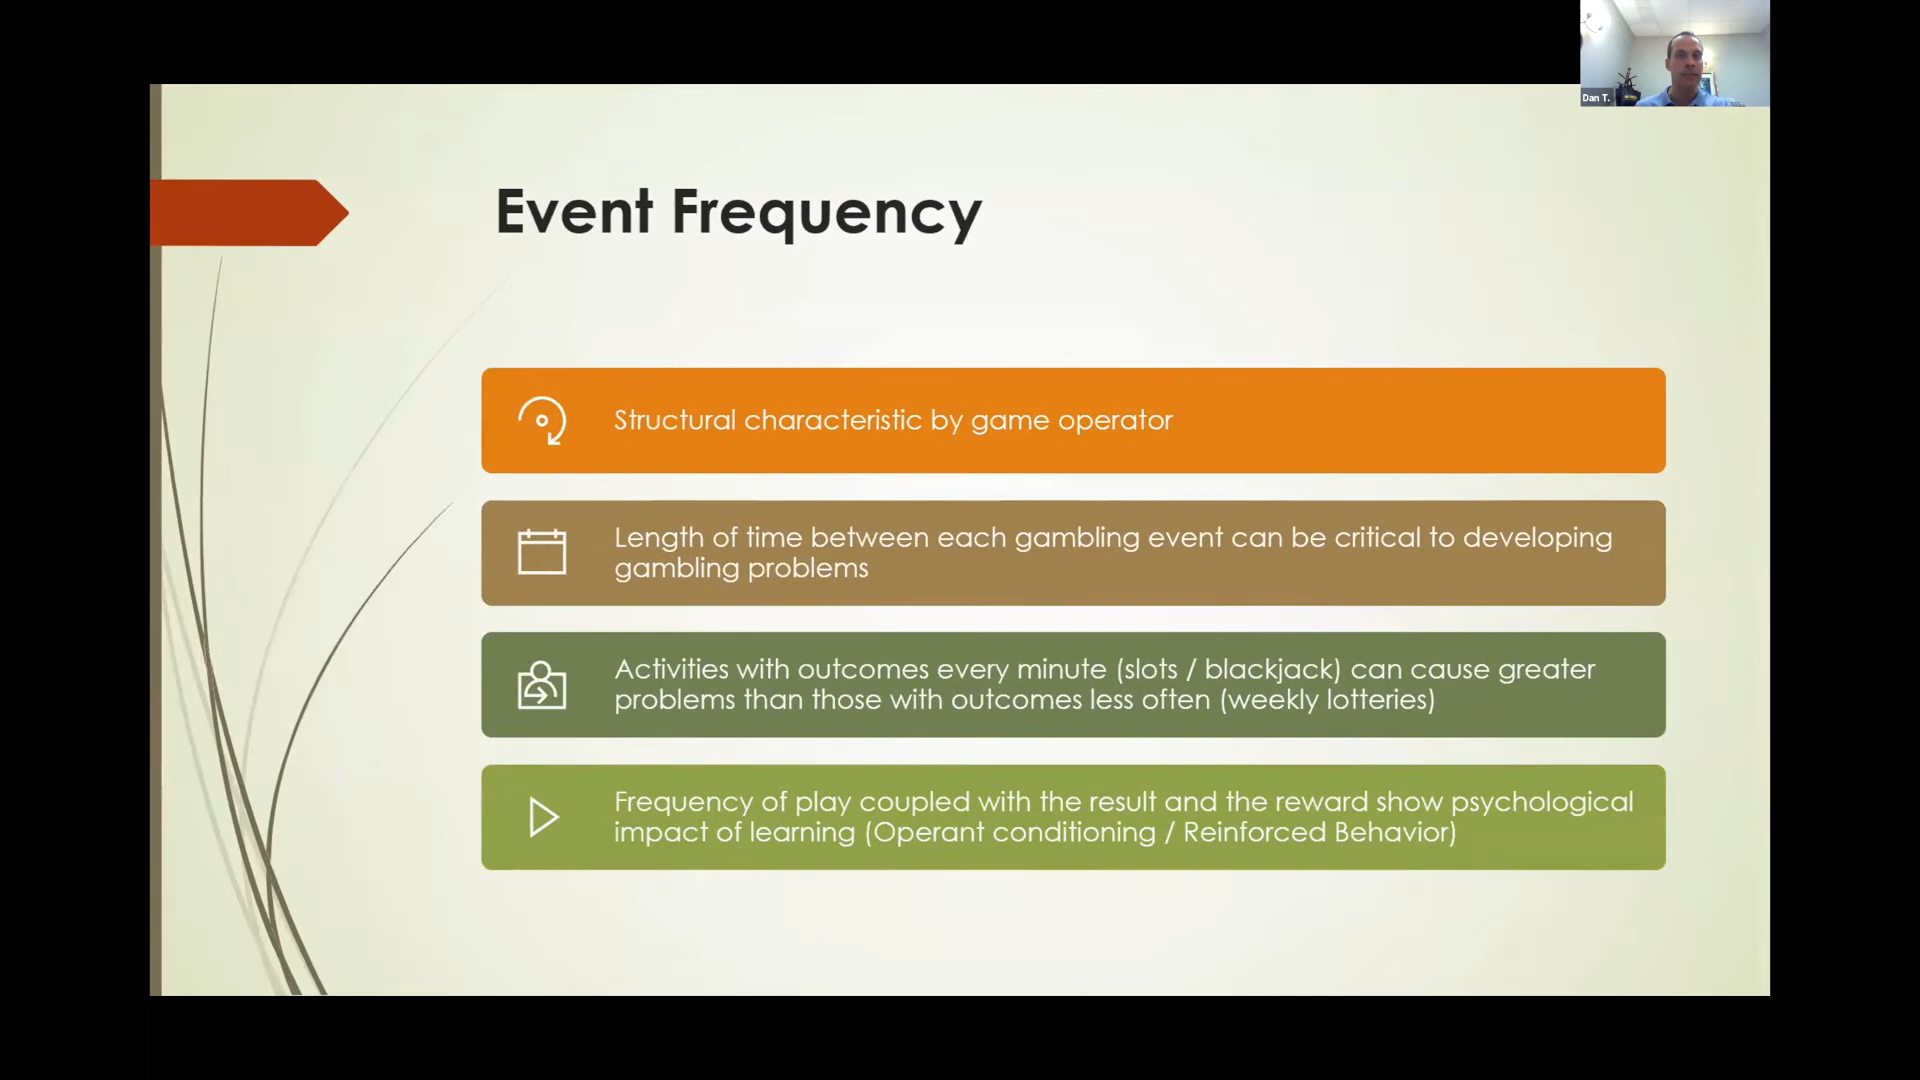 Dan T.
Event Frequency
Structural characteristic by game operator
Length of time between each gambling event can be critical to developing
gambling problems
Activities with outcomes every minute (slots / blackjack) can cause greater
problems than those with outcomes less often (weekly lotteries)
Frequency of play coupled with the result and the reward show psychological
impact of learning (Operant conditioning / Reinforced Behavior)